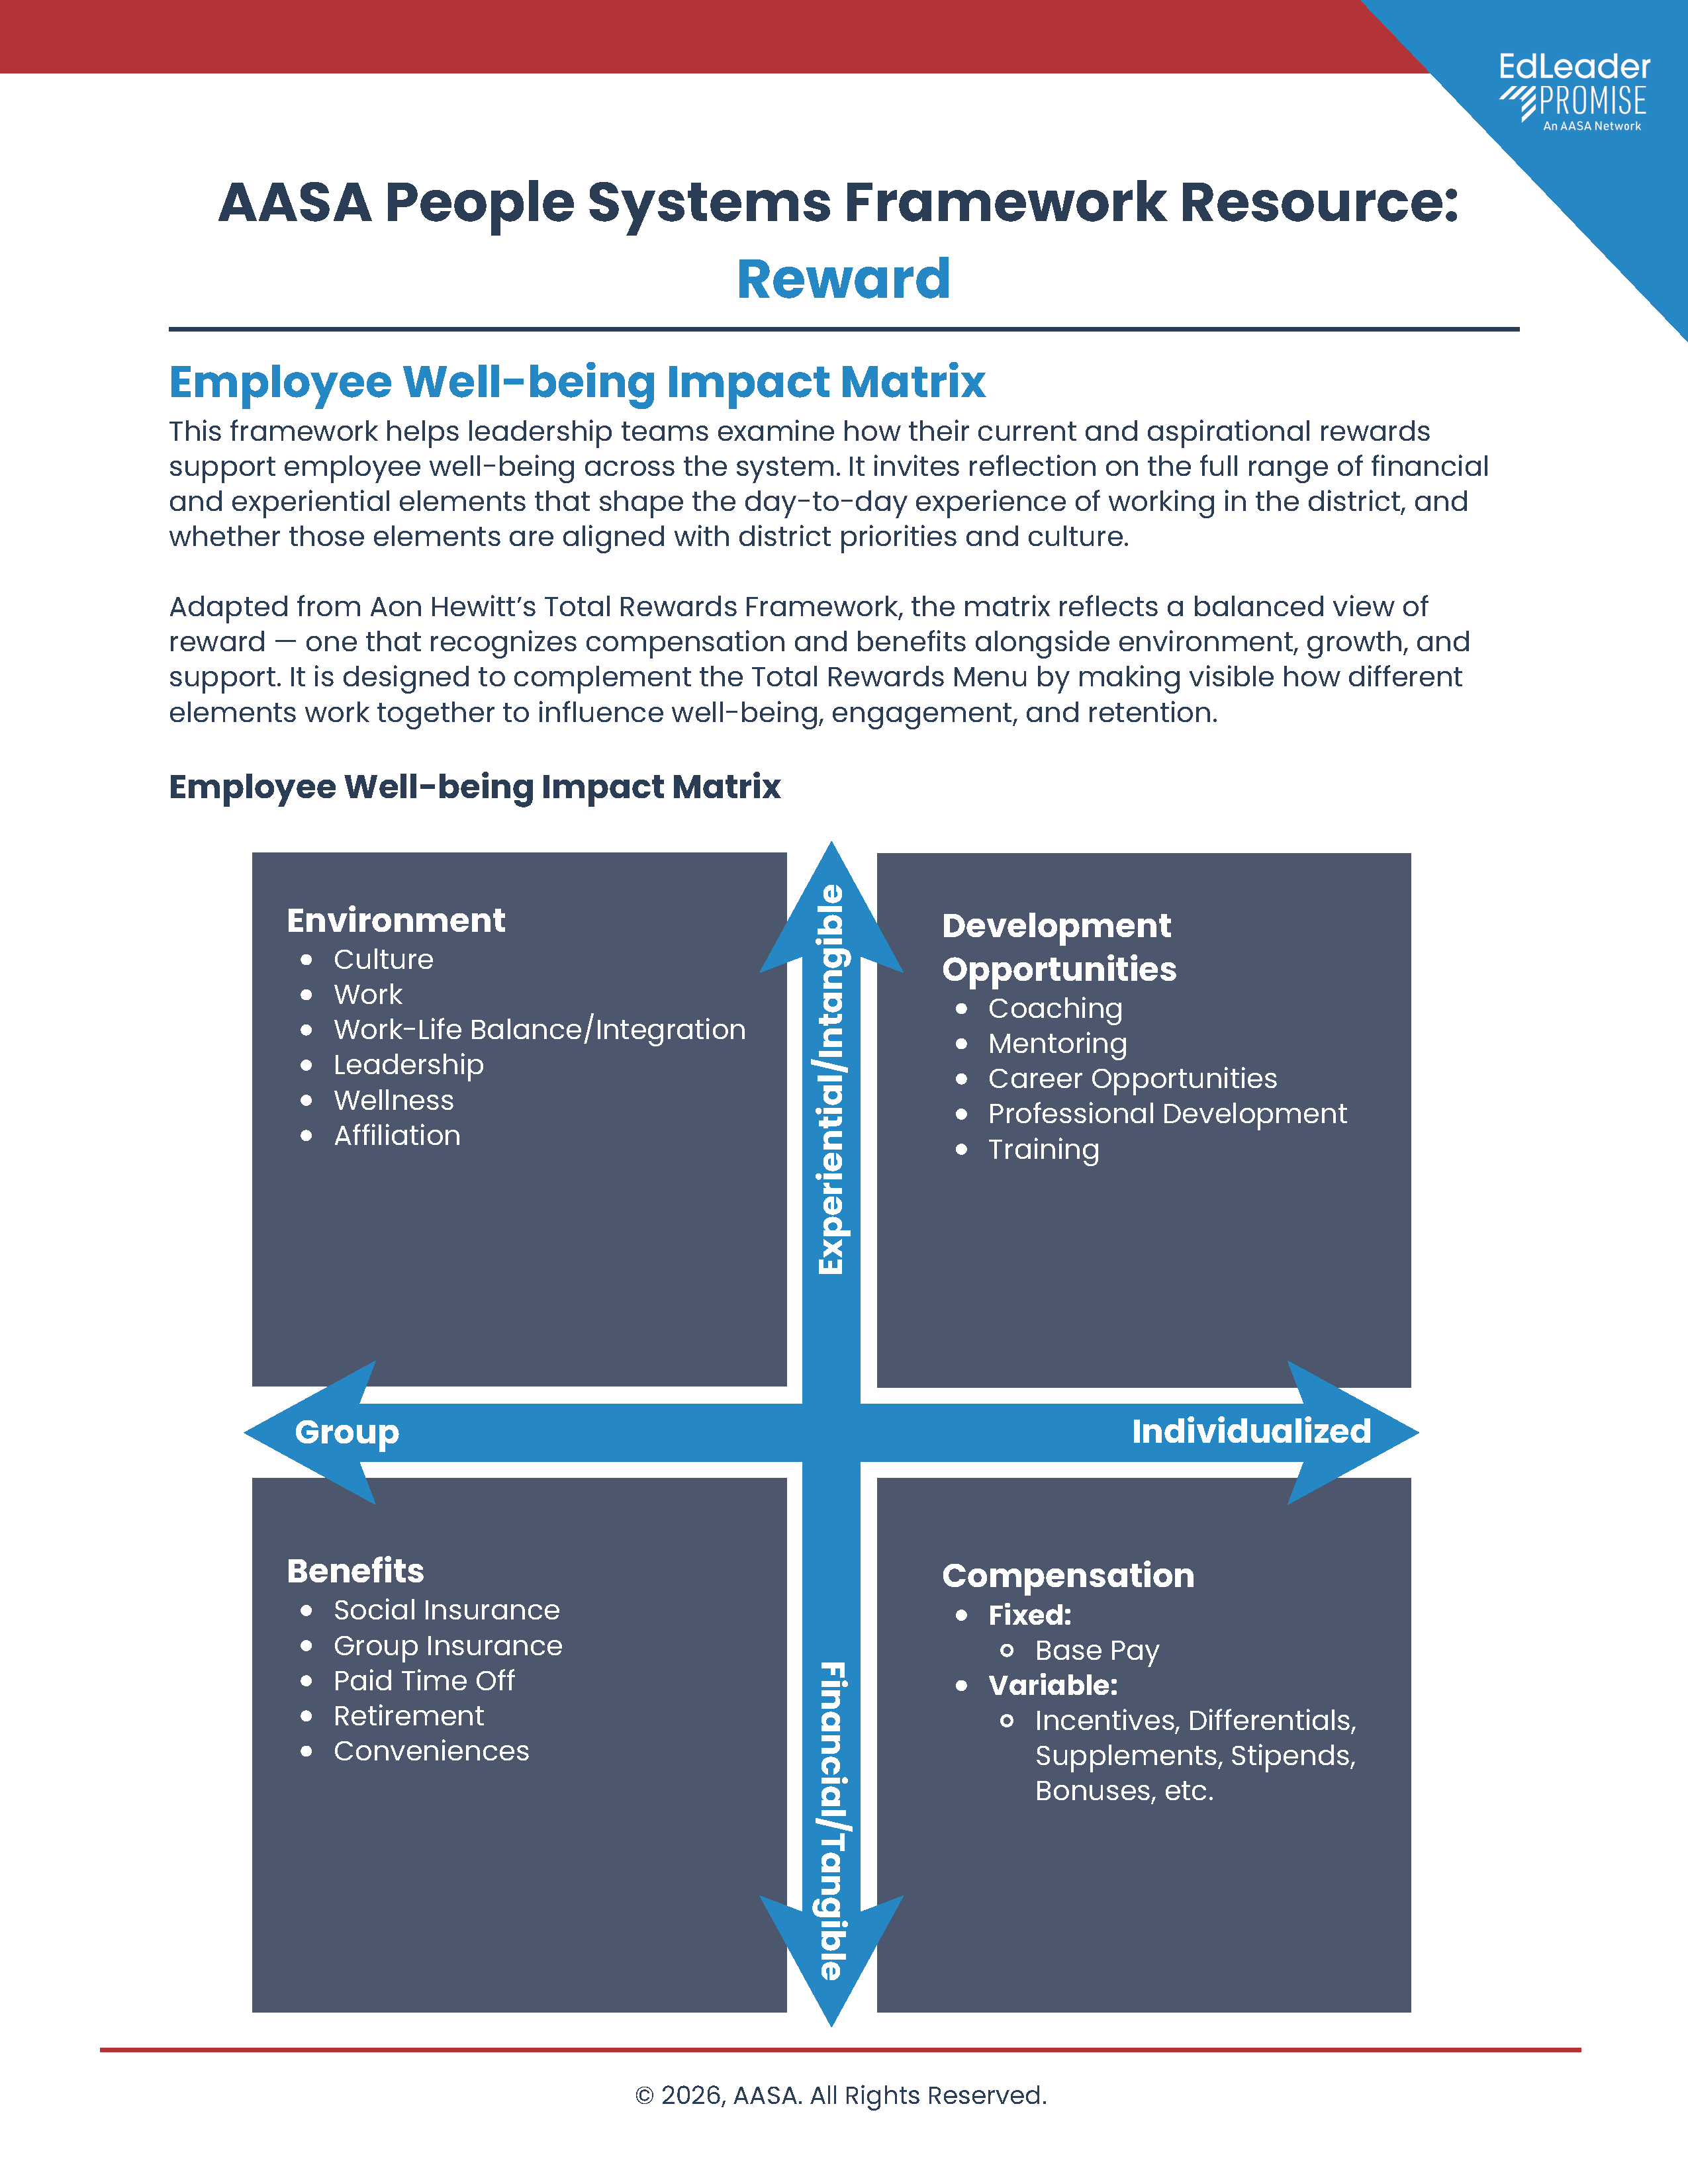 EdLeader
PROMISE
An AASA Network
AASA People Systems Framework Resource:
Reward
Employee Well-being Impact Matrix
This framework helps leadership teams examine how their current and aspirational rewards
support employee well-being across the system. It invites reflection on the full range of financial
and experiential elements that shape the day-to-day experience of working in the district, and
whether those elements are aligned with district priorities and culture.
Adapted from Aon Hewitt’s Total Rewards Framework, the matrix reflects a balanced view of
reward — one that recognizes compensation and benefits alongside environment, growth, and
support. It is designed to complement the Total Rewards Menu by making visible how different
elements work together to influence well-being, engagement, and retention.
Employee Well-being Impact Matrix
Experiential/Intangible
Environment
• Culture
• Work
• Work-Life Balance/Integration
• Leadership
• Wellness
• Affiliation
Development
Opportunities
• Coaching
• Mentoring
• Career Opportunities
• Professional Development
• Training
Group
Individualized
Benefits
• Social Insurance
• Group Insurance
• Paid Time Off
• Retirement
• Conveniences
Compensation
• Fixed:
◦ Base Pay
• Variable:
◦ Incentives, Differentials,
Supplements, Stipends,
Bonuses, etc.
Financial/Tangible
© 2026, AASA. All Rights Reserved.